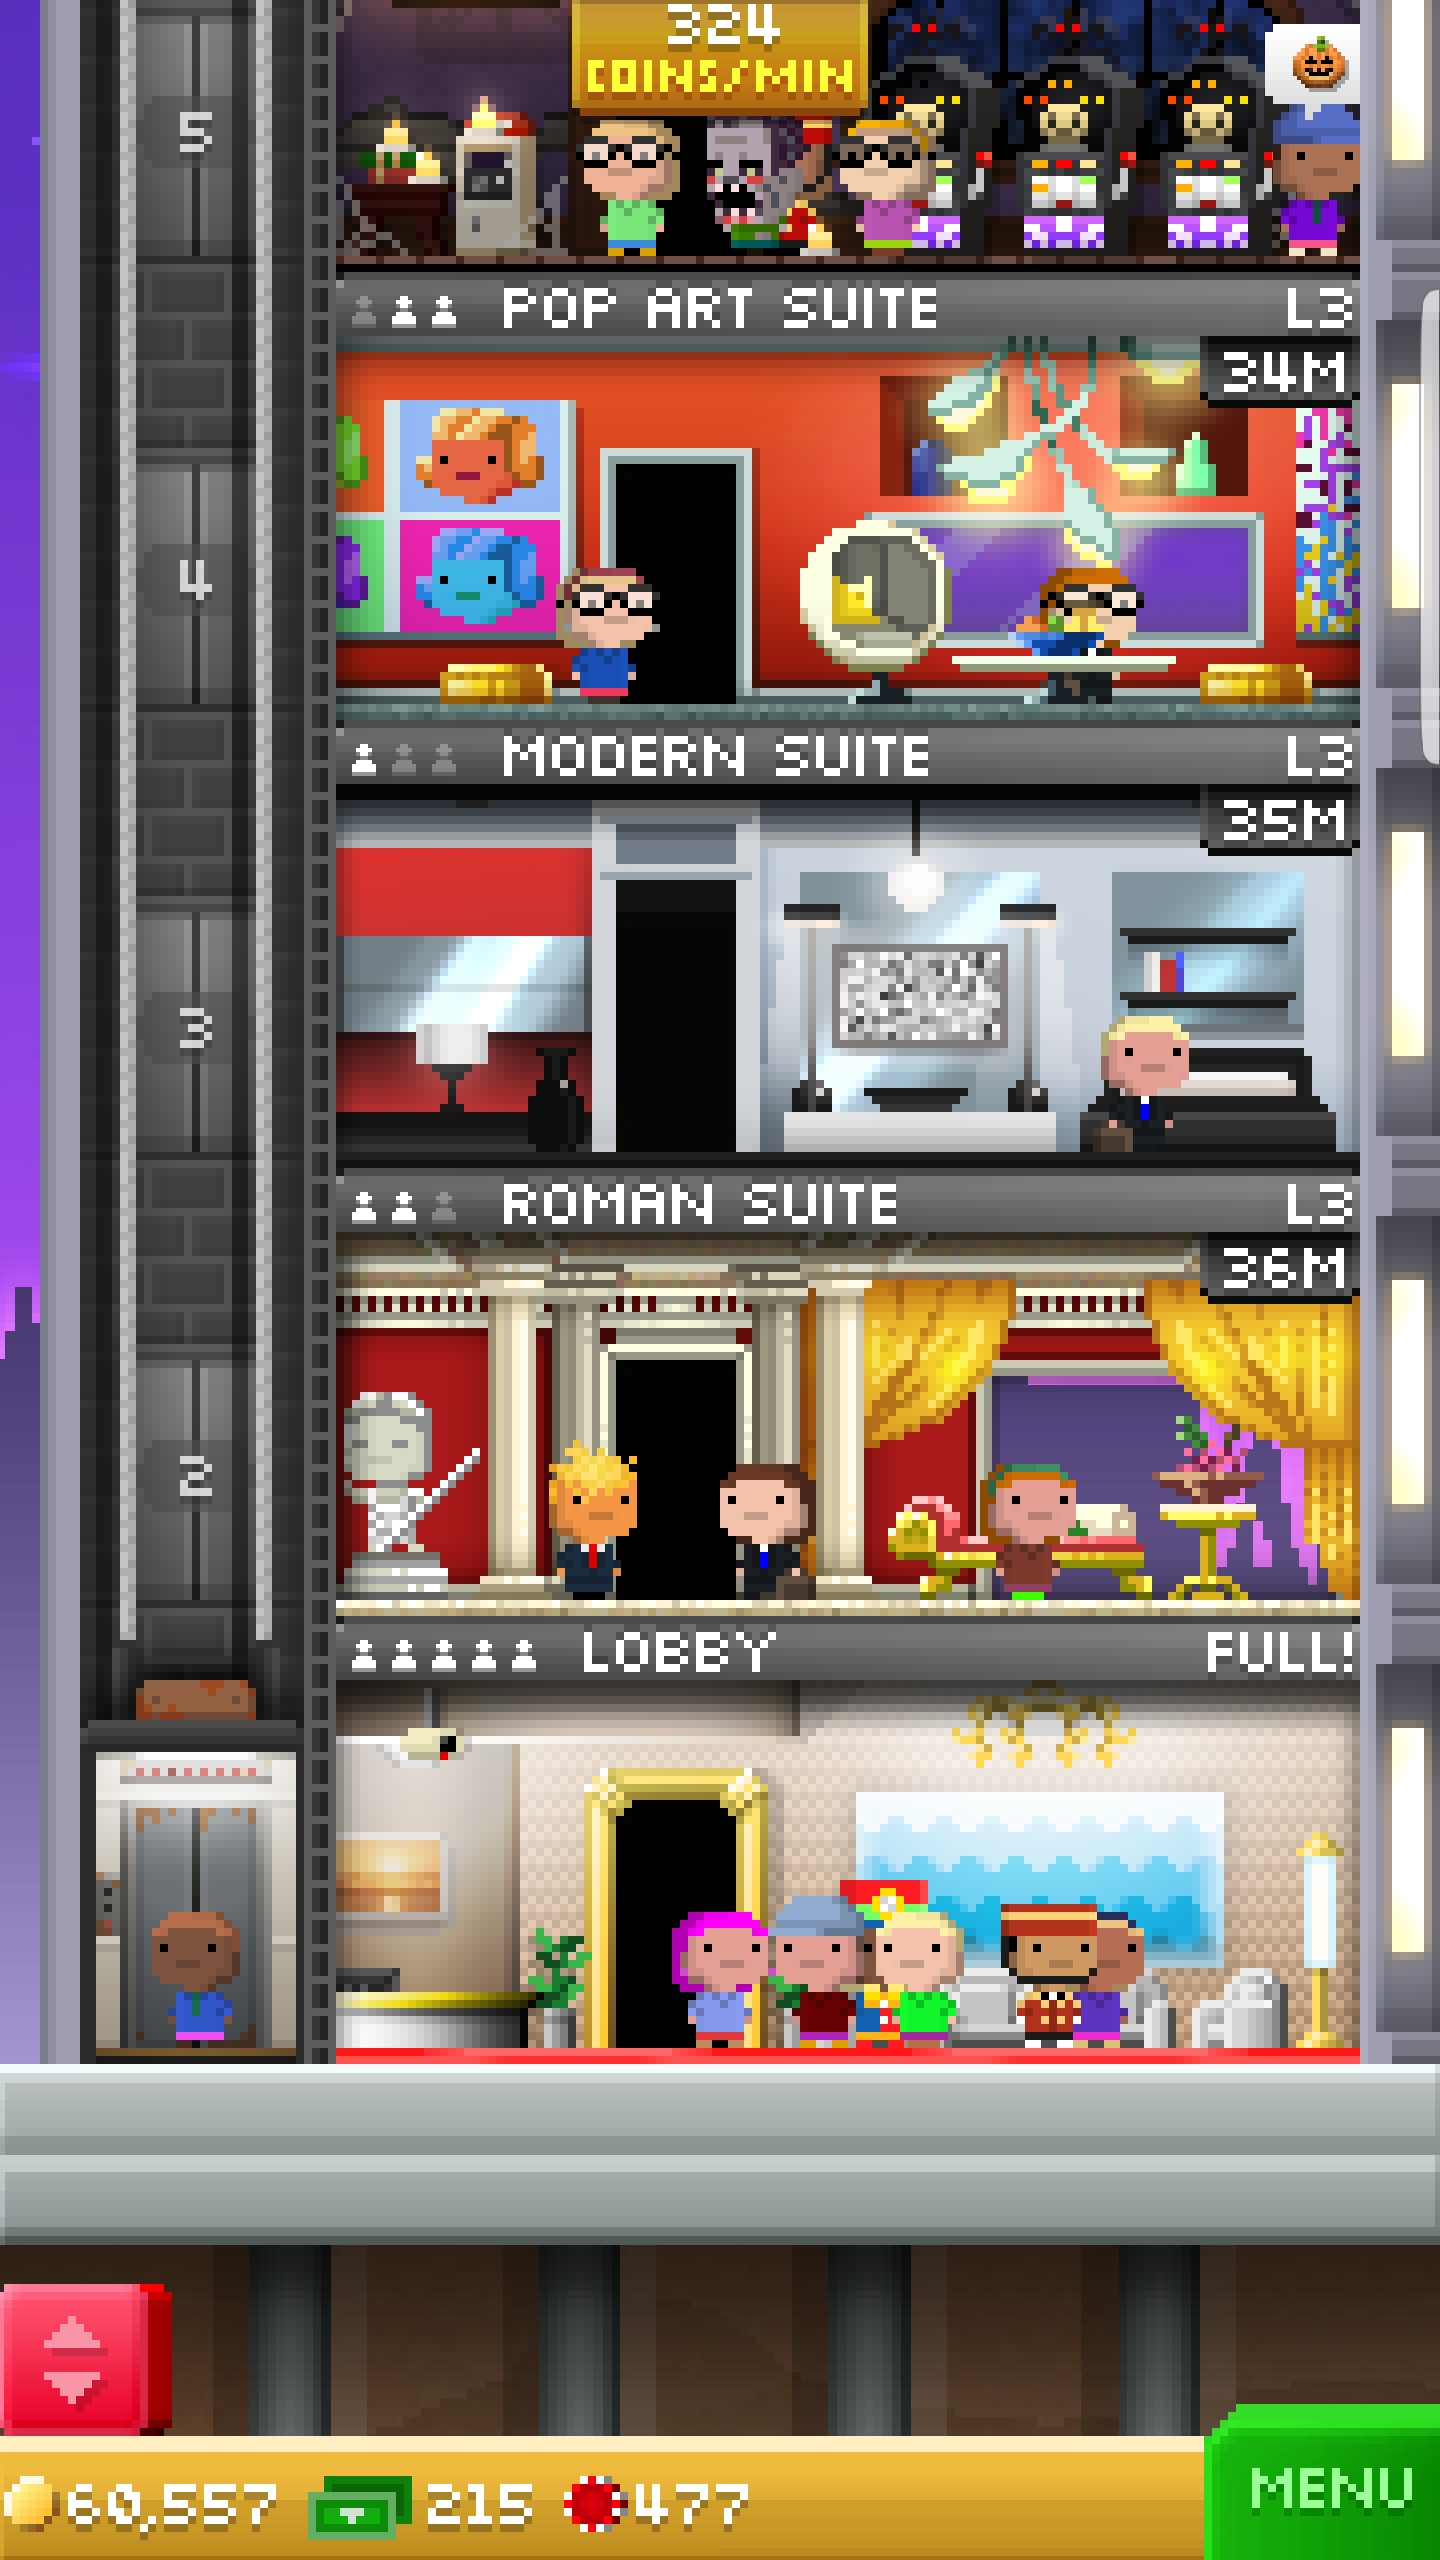 324
COINS/MIN
5
POP ART SUITE L3
34M
4
MODERN SUITE L3
35M
3
ROMAN SUITE L3
36M
2
LOBBY FULL!
MENU
60,557 215 477